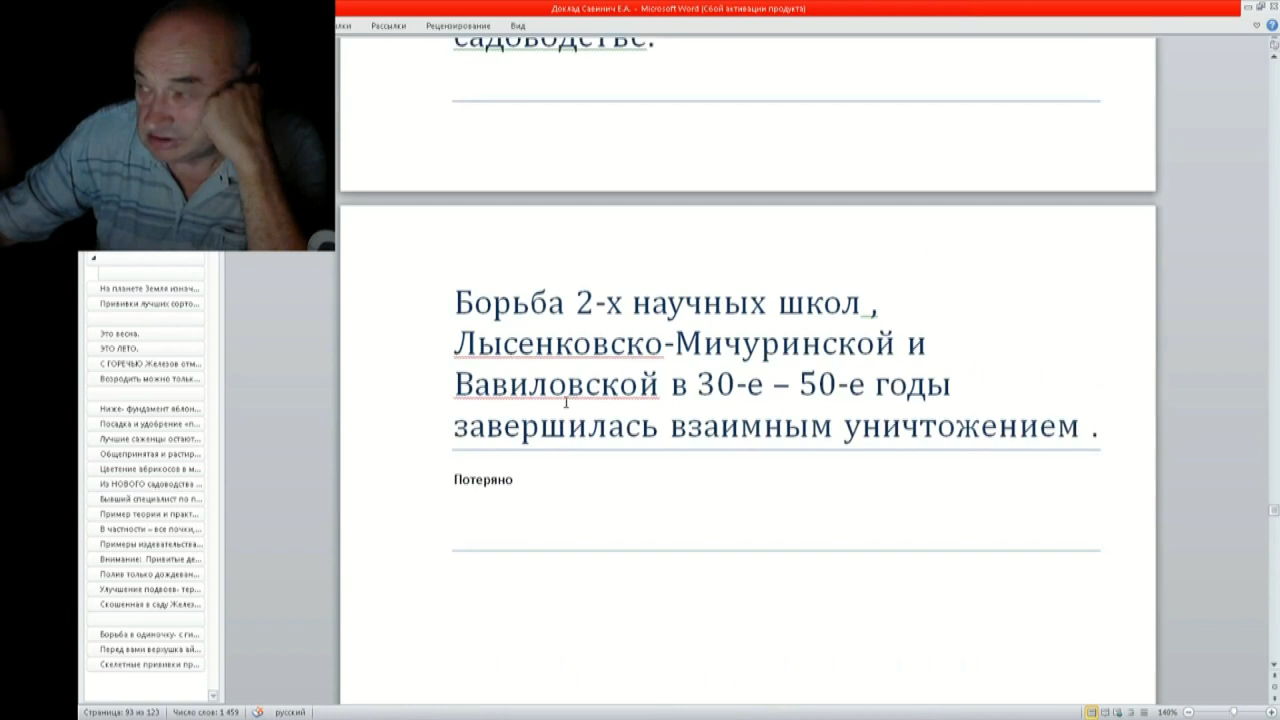 Доклад Савинич Е.А. - Microsoft Word (Сбой активации продукта)
лки Рассылки Рецензирование Вид
садоводстве.
Борьба 2-х научных школ ,
Лысенковско-Мичуринской и
Вавиловской в 30-е – 50-е годы
завершилась взаимным уничтожением .
Потеряно
На планете Земля изнач...
Прививки лучших сорто...
Это весна.
ЭТО ЛЕТО.
С ГОРЕЧЬЮ Железов отм...
Возродить можно тольк...
Ниже- фундамент яблон...
Посадка и удобрение «п...
Лучшие саженцы остают...
Общепринятая и растир...
Цветение абрикосов в м...
Из НОВОГО садоводства ...
Бывший специалист по п...
Пример теории и практ...
В частности – все почки,...
Примеры издевательства...
Внимание: Привитые де...
Полив только дождеван...
Улучшение подвоев- тер...
Скошенная в саду Желез...
Борьба в одиночку- с ги...
Перед вами верхушка ай...
Скелетные прививки пр...
Страница: 93 из 123 Число слов: 1 459 русский 140%